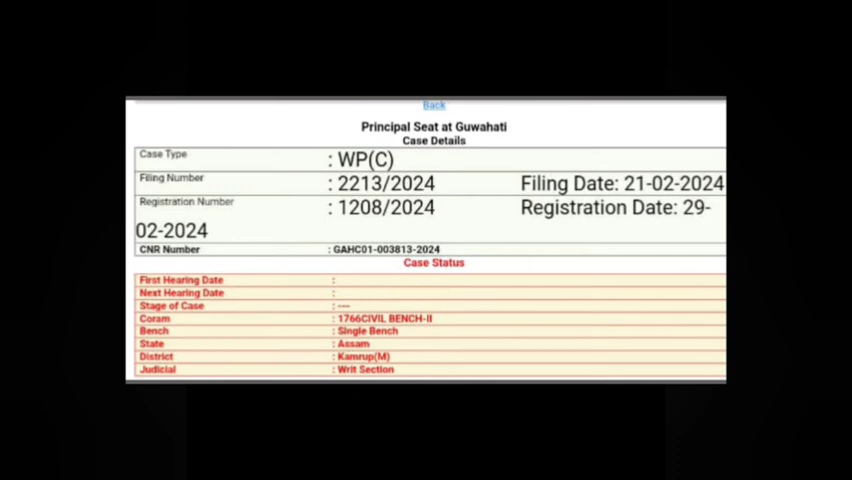 Back
Principal Seat at Guwahati
Case Details
Case Type : WP(C)
Filing Number : 2213/2024 Filing Date: 21-02-2024
Registration Number : 1208/2024 Registration Date: 29-
02-2024
CNR Number : GAHC01-003813-2024
Case Status
First Hearing Date :
Next Hearing Date :
Stage of Case : ---
Coram : 1766CIVIL BENCH-II
Bench : Single Bench
State : Assam
District : Kamrup(M)
Judicial : Writ Section